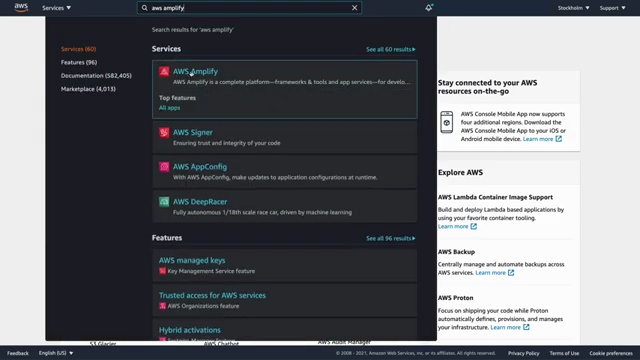 aws
Services
aws amplify
Stockholm
Support
Search results for 'aws amplify'
Services (60)
Features (96)
Documentation (582,405)
Marketplace (4,013)
Services
See all 60 results
AWS Amplify
AWS Amplify is a complete platform—frameworks & tools and app services—for develo...
Top features
All apps
AWS Signer
Ensuring trust and integrity of your code
AWS AppConfig
With AWS AppConfig, make updates to application configurations at runtime.
AWS DeepRacer
Fully autonomous 1/18th scale race car, driven by machine learning
Features
See all 96 results
AWS managed keys
Key Management Service feature
Trusted access for AWS services
AWS Organizations feature
Hybrid activations
Stay connected to your AWS
resources on-the-go
AWS Console Mobile App now supports
four additional regions. Download the
AWS Console Mobile App to your iOS or
Android mobile device. Learn more
Explore AWS
AWS Lambda Container Image Support
Build and deploy Lambda based applications by
using your favorite container tooling.
Learn more
AWS Backup
Centrally manage and automate backups across
AWS services. Learn more
AWS Proton
Focus on shipping your code while Proton
automatically defines, provisions, and manages
your infrastructure. Learn more
S3 Glacier
AWS Chatbot
AWS Audit Manager
Feedback
English (US)
© 2008 - 2021, Amazon Web Services, Inc. or its affiliates. All rights reserved.
Privacy Policy
Terms of Use
Cookie preferences